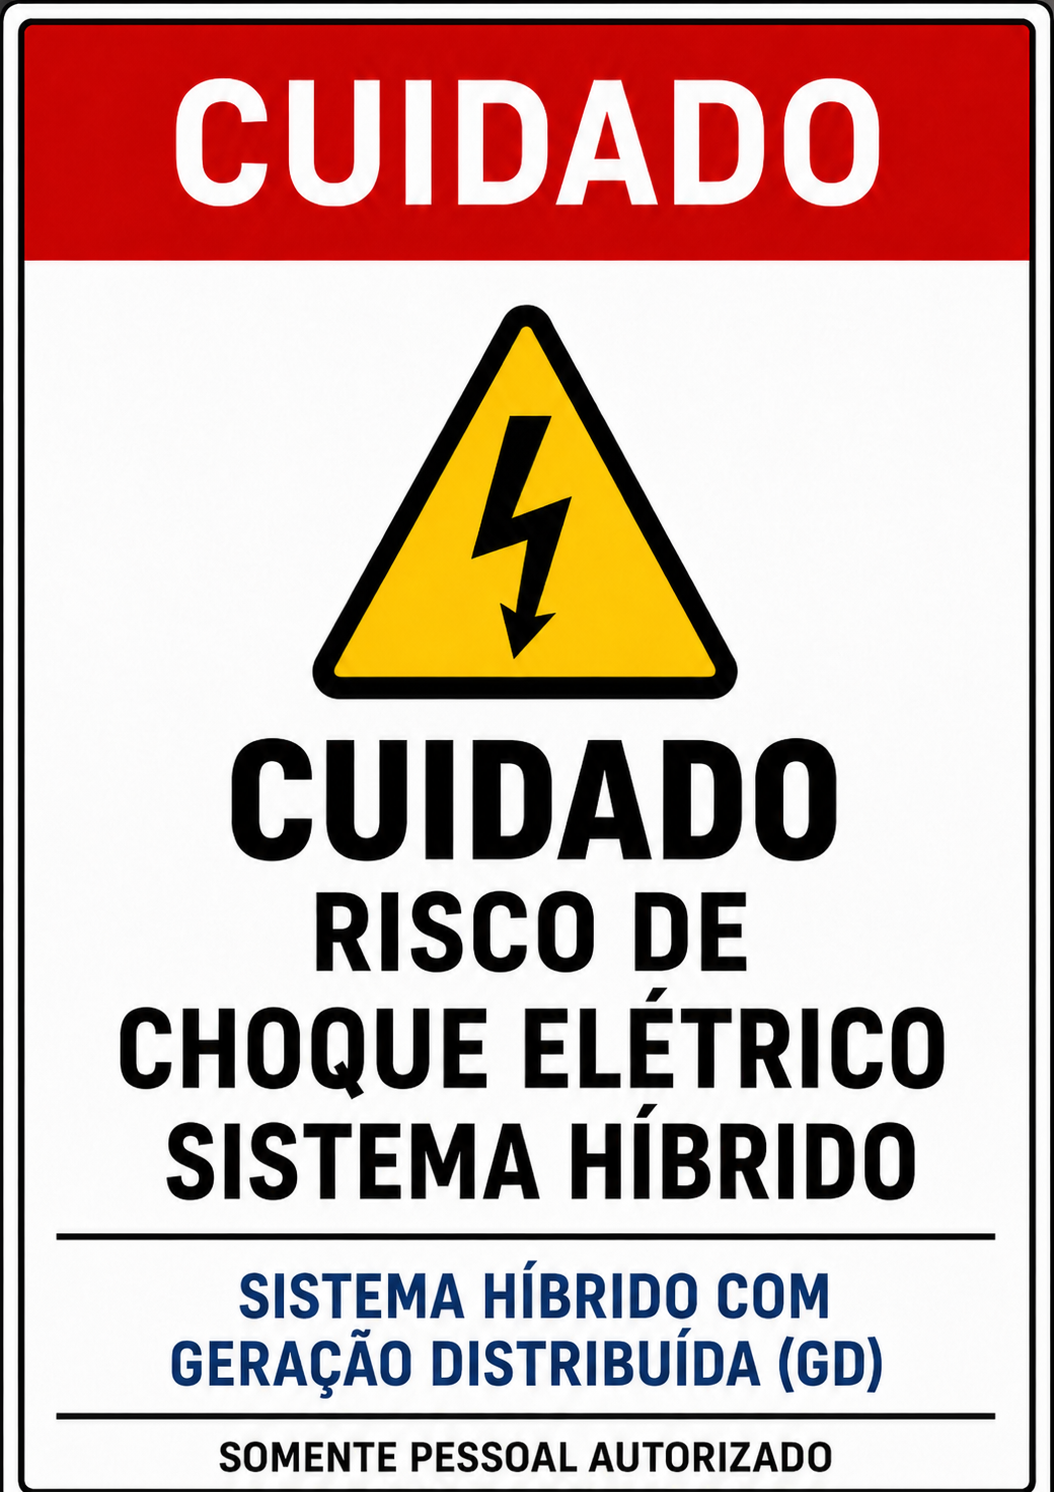 CUIDADO
CUIDADO
RISCO DE
CHOQUE ELÉTRICO
SISTEMA HÍBRIDO
SISTEMA HÍBRIDO COM
GERAÇÃO DISTRIBUÍDA (GD)
SOMENTE PESSOAL AUTORIZADO